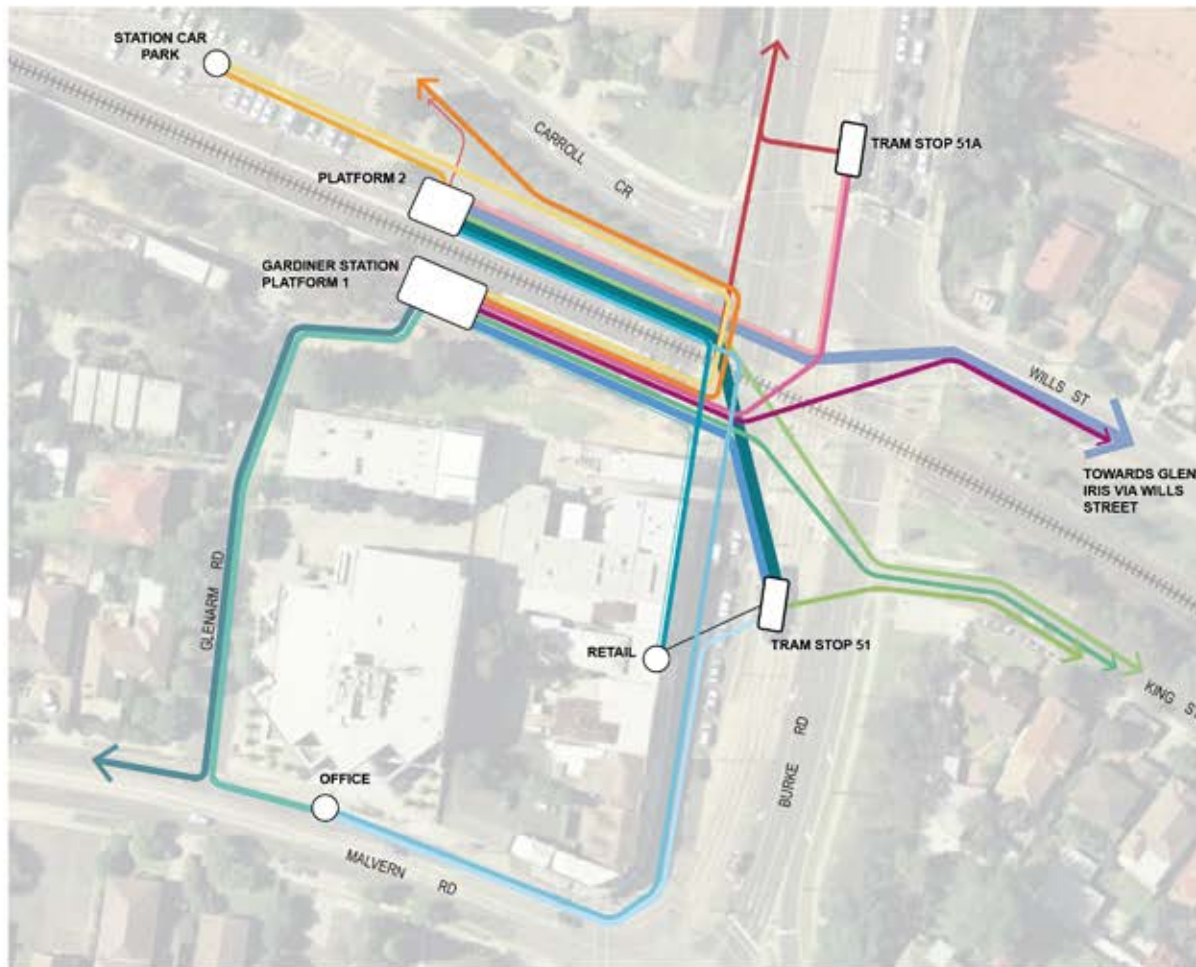 STATION CAR
PARK
CARROLL CR
TRAM STOP 51A
PLATFORM 2
GARDINER STATION
PLATFORM 1
WILLS ST
TOWARDS GLEN
IRIS VIA WILLS
STREET
GLENARM RD
RETAIL
TRAM STOP 51
KING S
BURKE RD
OFFICE
MALVERN RD